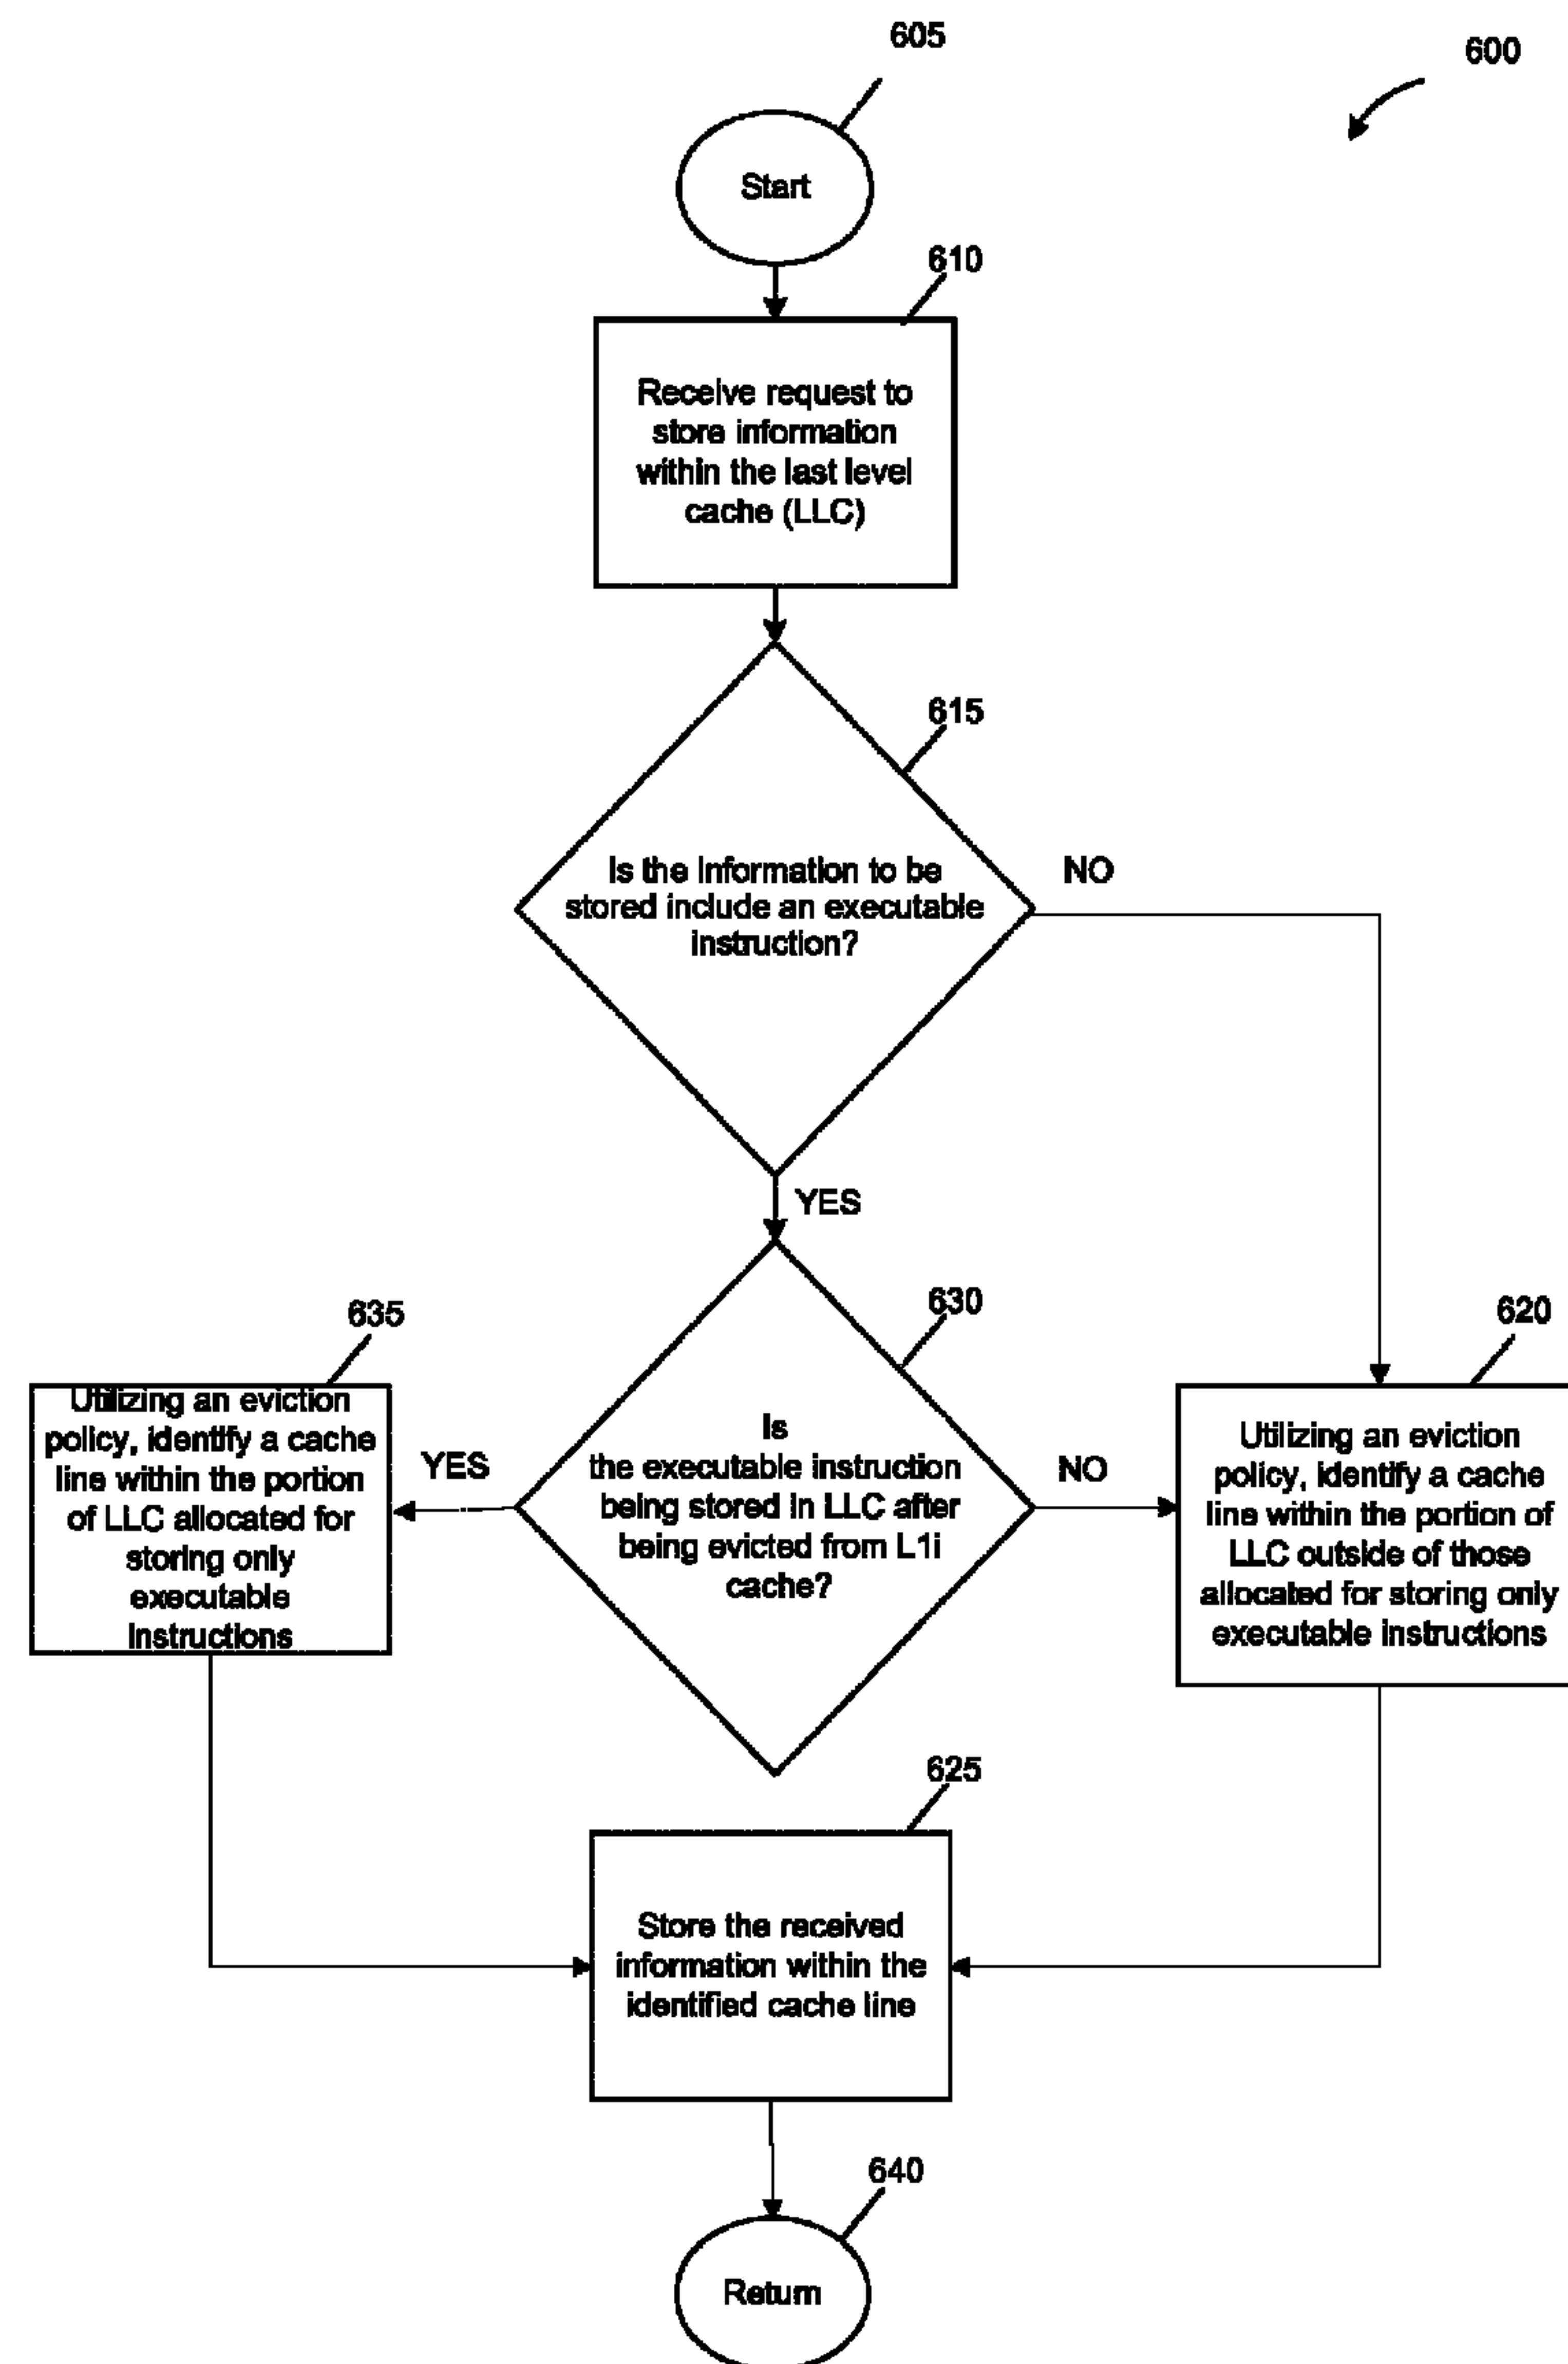 605
600
Start
610
Receive request to
store information
within the last level
cache (LLC)
615
Is the information to be
stored include an executable
instruction?
NO
YES
630
635
620
Utilizing an eviction
policy, identify a cache
line within the portion
of LLC allocated for
storing only
executable
instructions
YES
Is
the executable instruction
being stored in LLC after
being evicted from L1i
cache?
NO
Utilizing an eviction
policy, identify a cache
line within the portion of
LLC outside of those
allocated for storing only
executable instructions
625
Store the received
information within the
identified cache line
640
Return